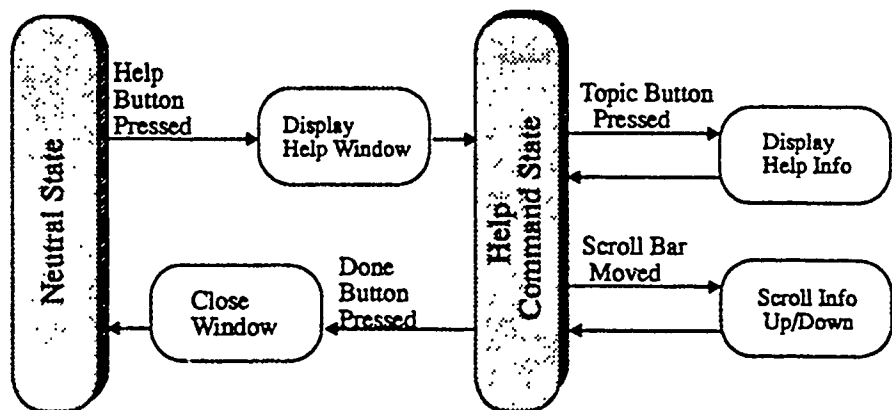 Neutral State
Help
Button
Pressed
Display
Help Window
Help
Command State
Topic Button
Pressed
Display
Help Info
Scroll Bar
Moved
Scroll Info
Up/Down
Done
Button
Pressed
Close
Window